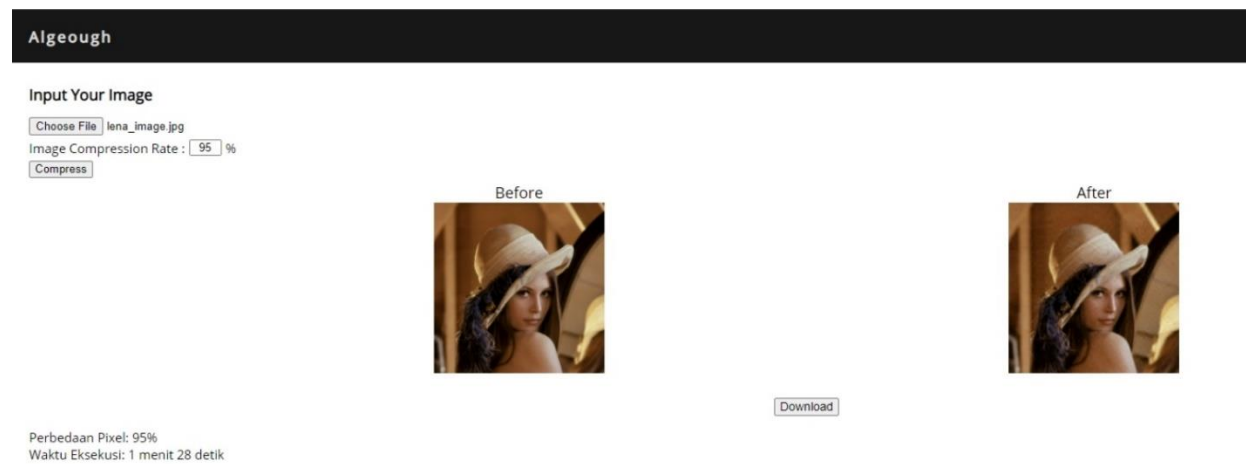 Algeough
Input Your Image
Choose File lena_image.jpg
Image Compression Rate : 95 %
Compress
Before After
Download
Perbedaan Pixel: 95%
Waktu Eksekusi: 1 menit 28 detik